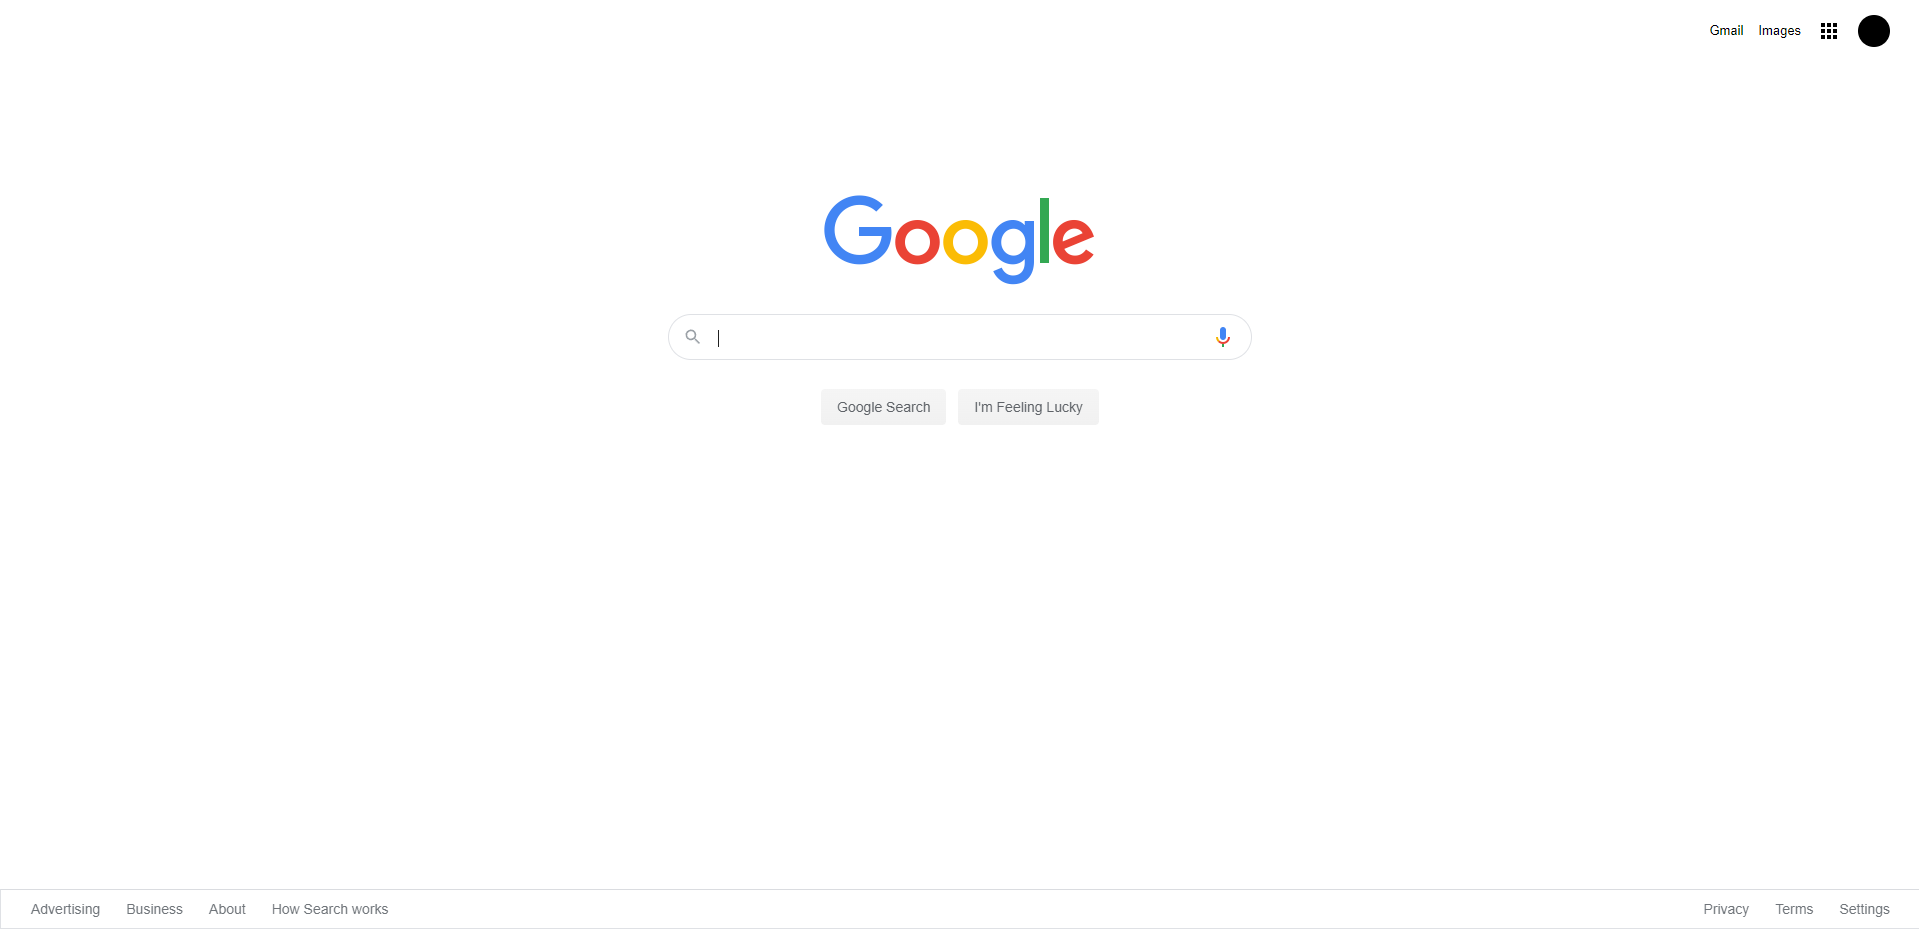 Gmail Images
Google
Google Search I'm Feeling Lucky
Advertising Business About How Search works Privacy Terms Settings